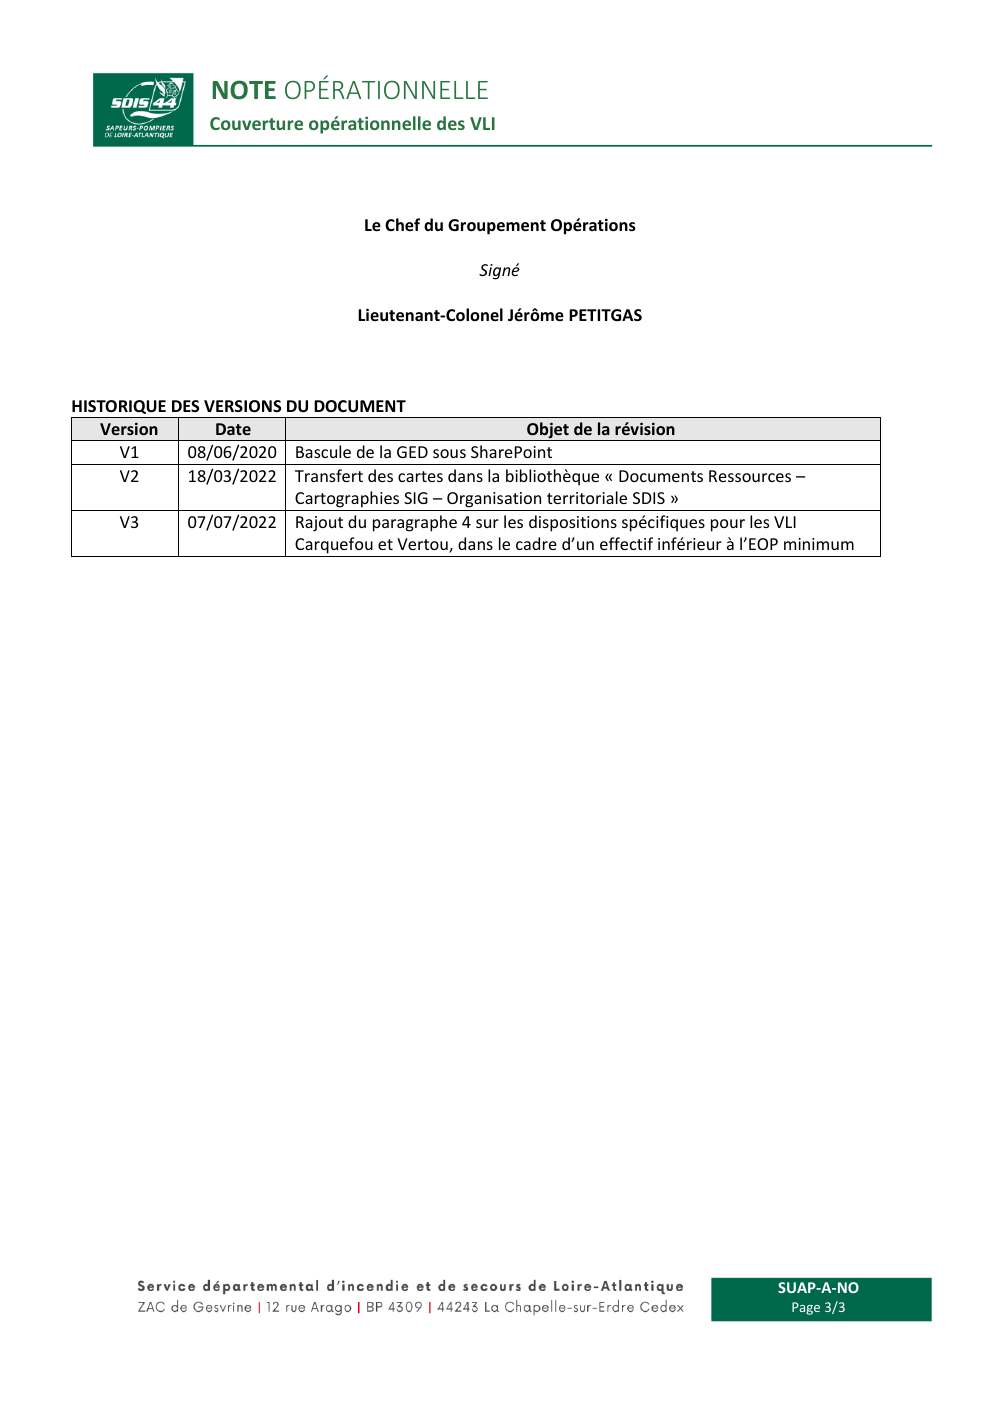 SDIS 44
SAPEURS-POMPIERS
DE LOIRE-ATLANTIQUE
NOTE OPÉRATIONNELLE
Couverture opérationnelle des VLI
Le Chef du Groupement Opérations
Signé
Lieutenant-Colonel Jérôme PETITGAS
HISTORIQUE DES VERSIONS DU DOCUMENT
Version Date Objet de la révision
V1 08/06/2020 Bascule de la GED sous SharePoint
V2 18/03/2022 Transfert des cartes dans la bibliothèque « Documents Ressources –
Cartographies SIG – Organisation territoriale SDIS »
V3 07/07/2022 Rajout du paragraphe 4 sur les dispositions spécifiques pour les VLI
Carquefou et Vertou, dans le cadre d’un effectif inférieur à l’EOP minimum
Service départemental d’incendie et de secours de Loire-Atlantique
ZAC de Gesvrine | 12 rue Arago | BP 4309 | 44243 La Chapelle-sur-Erdre Cedex
SUAP-A-NO
Page 3/3